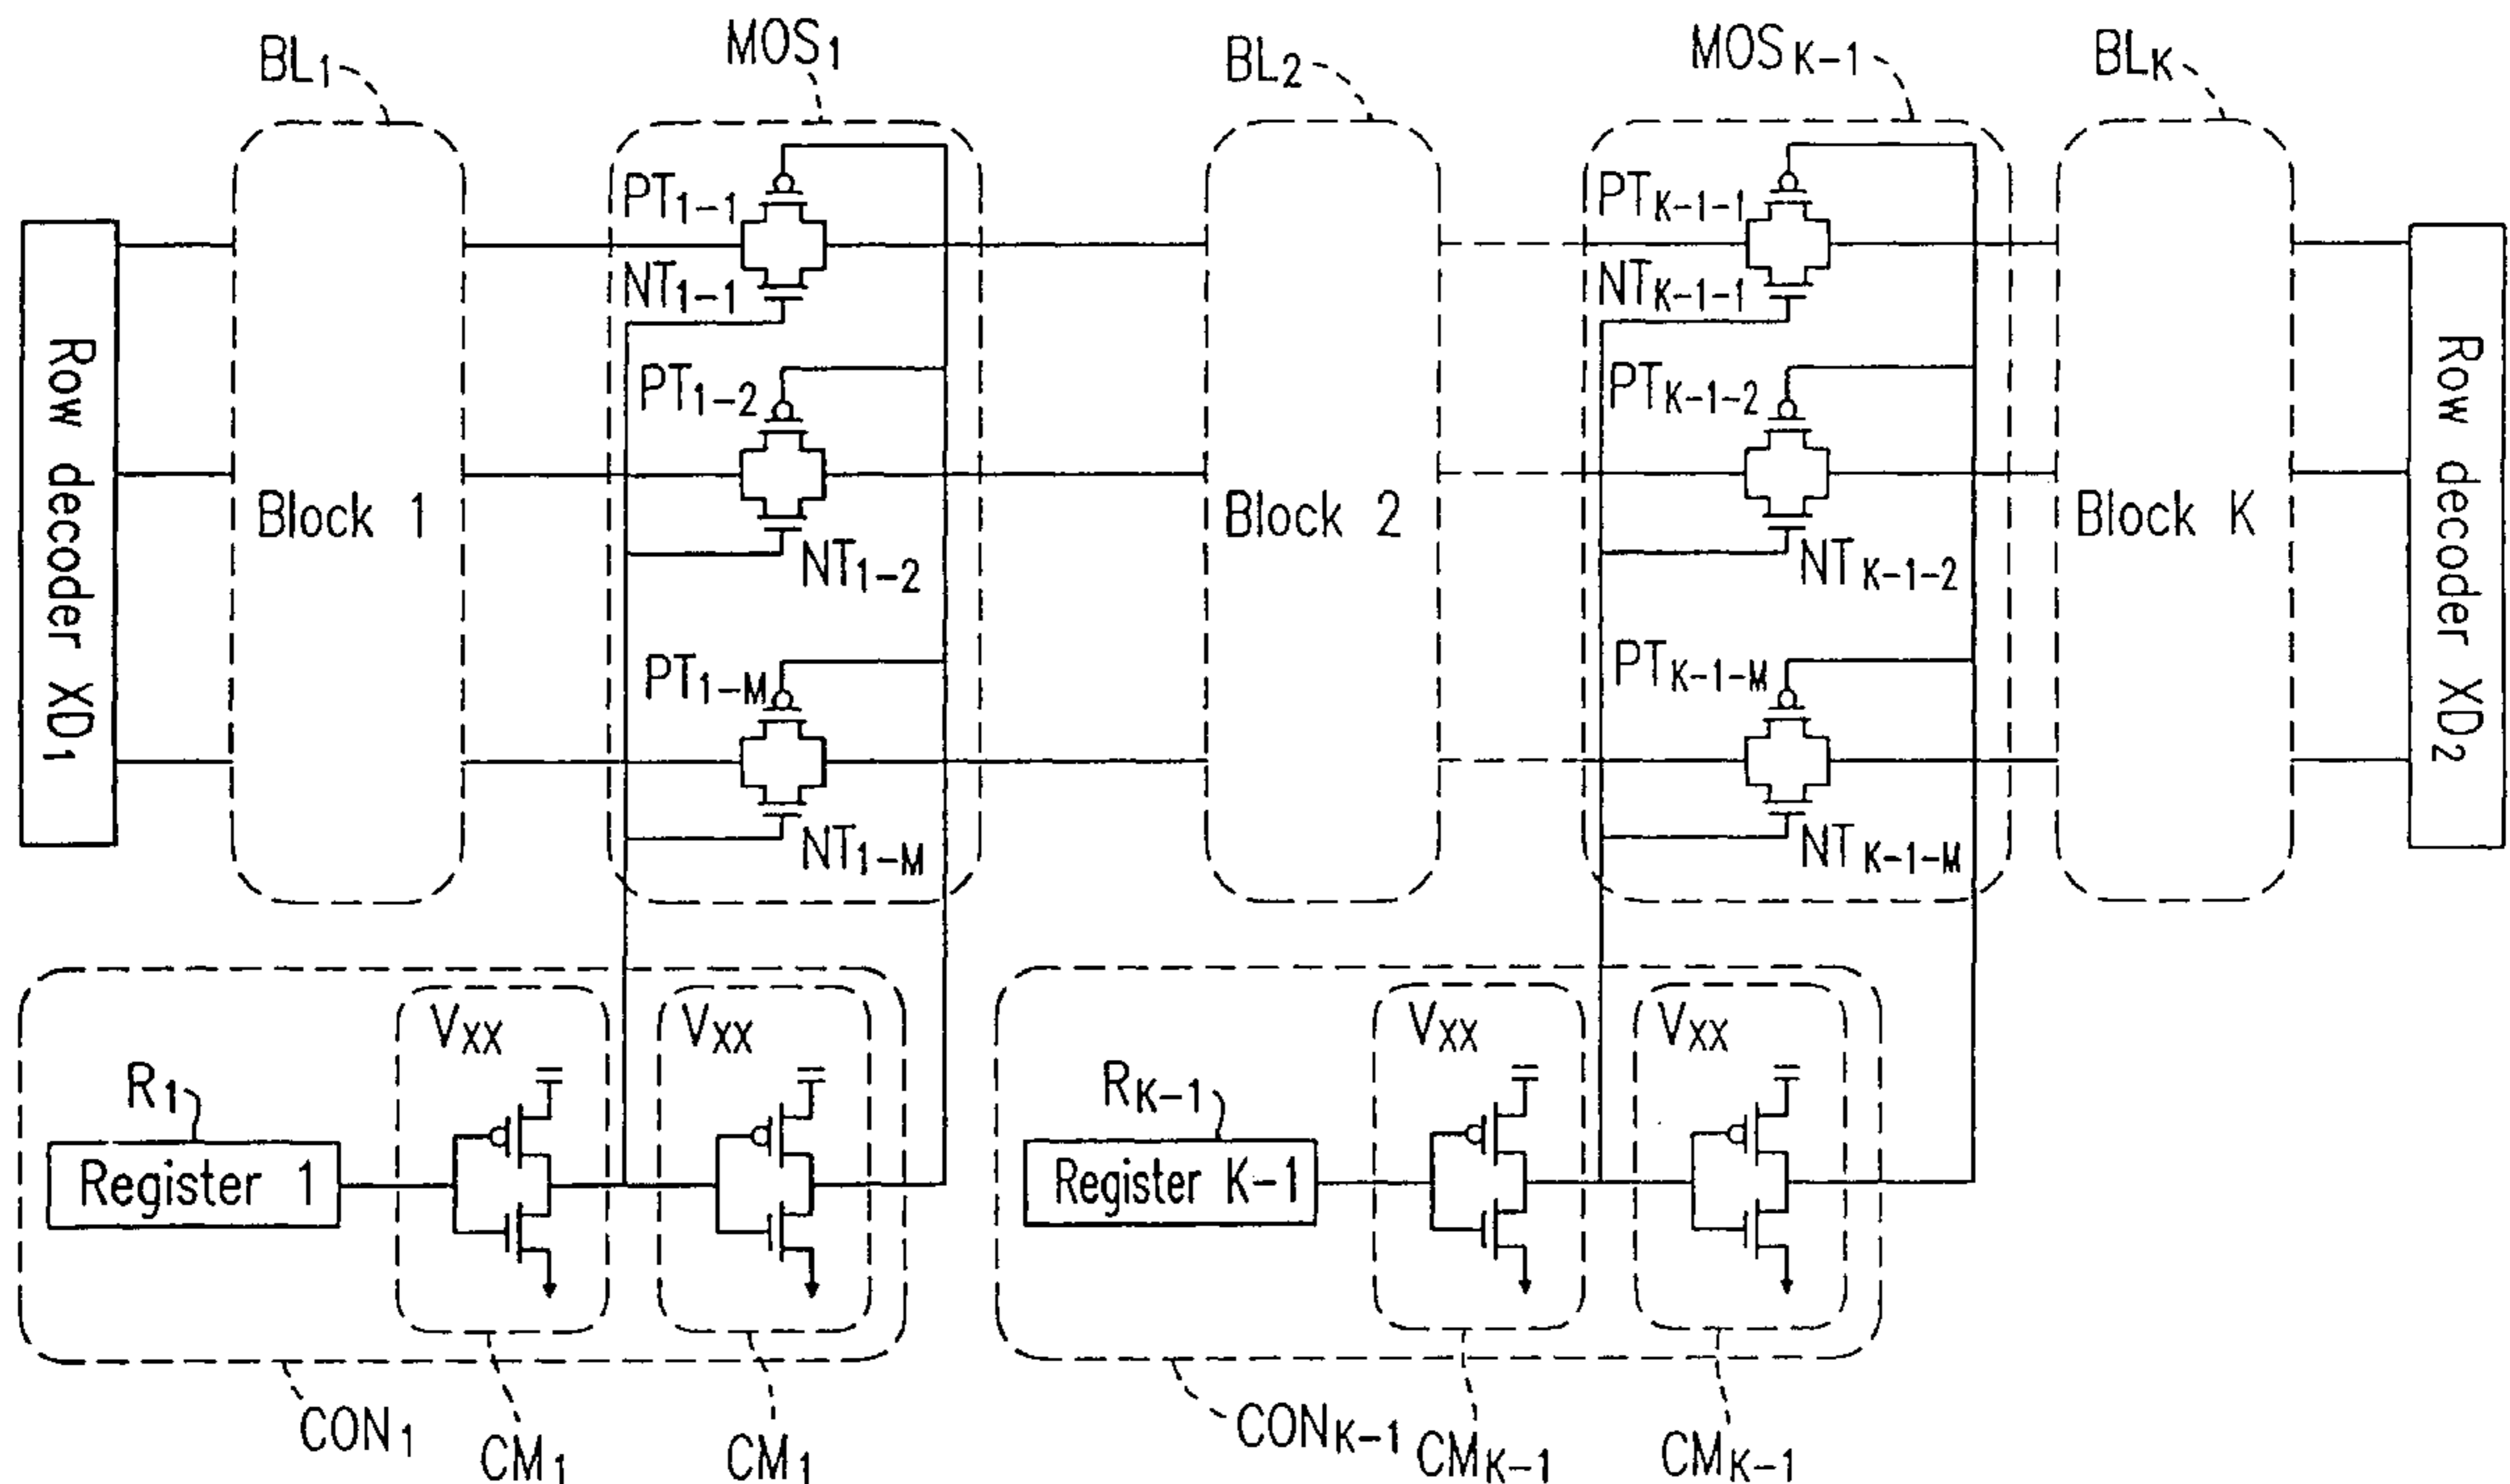 BL1
MOS1
BL2
MOSK-1
BLK
Row decoder XD1
Block 1
PT1-1
NT1-1
PT1-2
NT1-2
PT1-M
NT1-M
Block 2
PTK-1-1
NTK-1-1
PTK-1-2
NTK-1-2
PTK-1-M
NTK-1-M
Block K
Row decoder XD2
R1
Register 1
VXX
VXX
RK-1
Register K-1
VXX
VXX
CON1
CM1
CM1
CONK-1
CMK-1
CMK-1